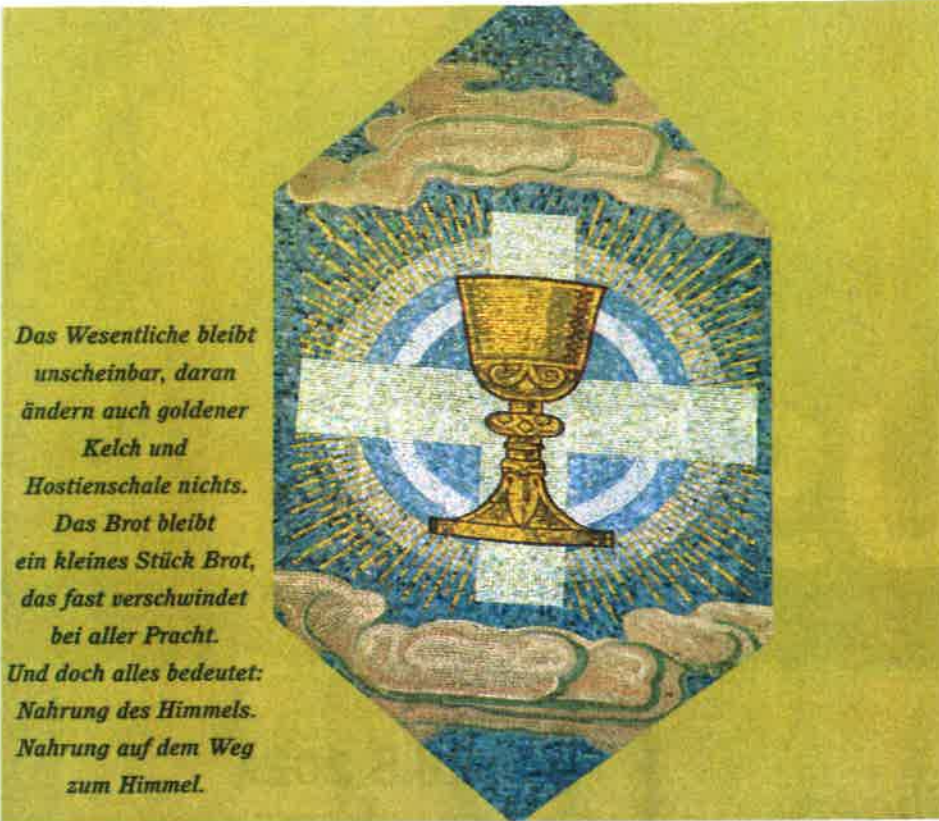 Das Wesentliche bleibt
unscheinbar, daran
ändern auch goldener
Kelch und
Hostienschale nichts.
Das Brot bleibt
ein kleines Stück Brot,
das fast verschwindet
bei aller Pracht.
Und doch alles bedeutet:
Nahrung des Himmels.
Nahrung auf dem Weg
zum Himmel.